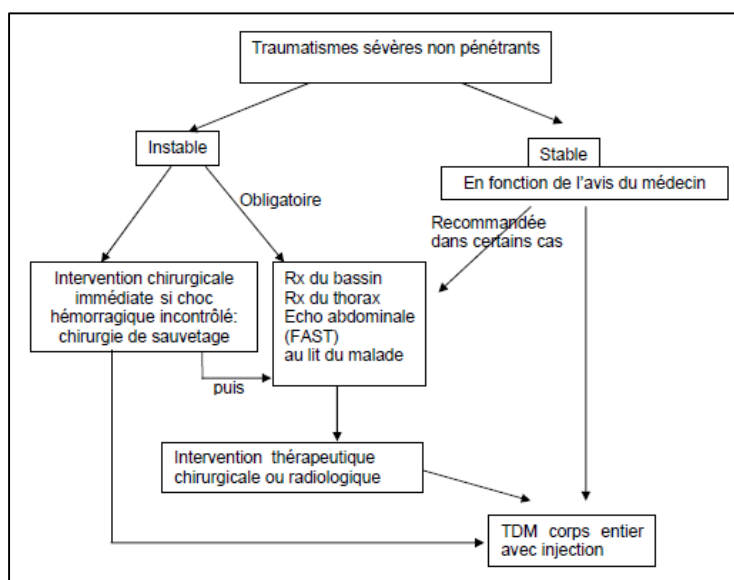 Traumatismes sévères non pénétrants
Instable
Stable
En fonction de l'avis du médecin
Obligatoire
Recommandée
dans certains cas
Intervention chirurgicale
immédiate si choc
hémorragique incontrôlé:
chirurgie de sauvetage
Rx du bassin
Rx du thorax
Echo abdominale
(FAST)
au lit du malade
puis
Intervention thérapeutique
chirurgicale ou radiologique
TDM corps entier
avec injection